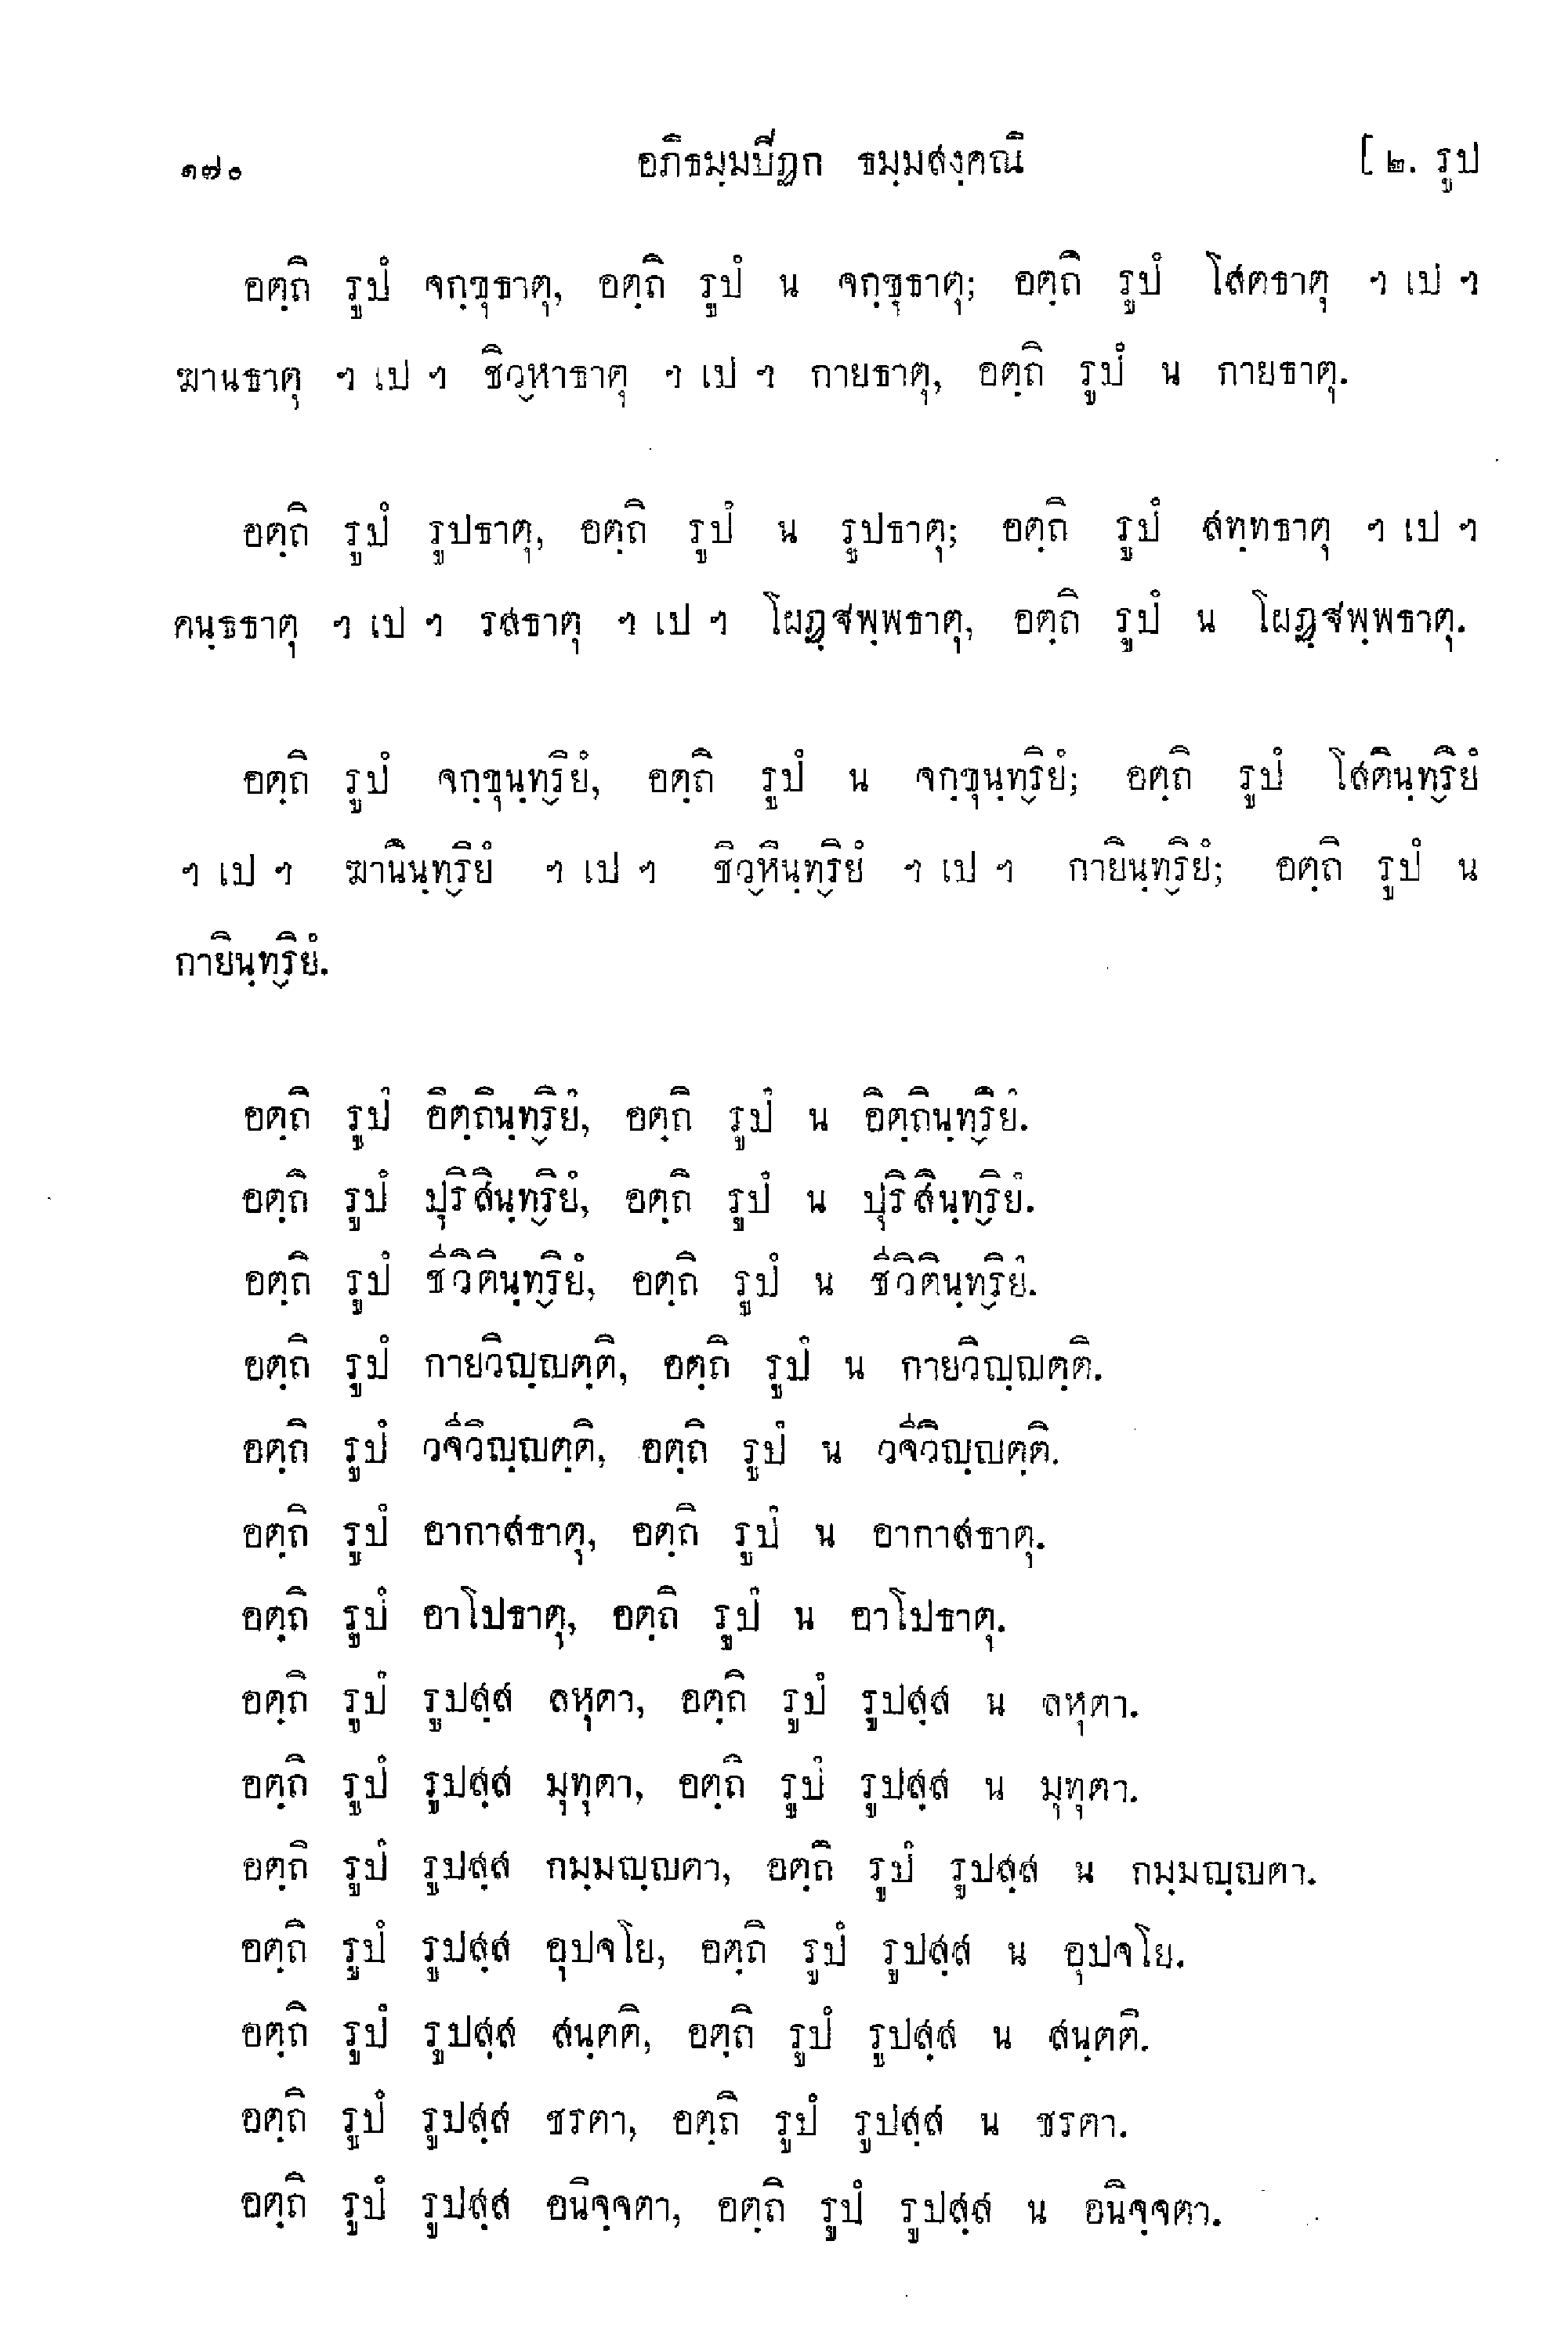 ๑๗๐ อภิธมฺมปิฏก ธมฺมสงฺคณิ [ ๒. รูป
อตฺถิ รูปํ จกฺขุธาตุ, อตฺถิ รูปํ น จกฺขุธาตุ; อตฺถิ รูปํ โสตธาตุ ฯ เป ฯ
ฆานธาตุ ฯ เป ฯ ชิวฺหาธาตุ ฯ เป ฯ กายธาตุ, อตฺถิ รูปํ น กายธาตุ.
อตฺถิ รูปํ รูปธาตุ, อตฺถิ รูปํ น รูปธาตุ; อตฺถิ รูปํ สทฺทธาตุ ฯ เป ฯ
คนฺธธาตุ ฯ เป ฯ รสธาตุ ฯ เป ฯ โผฏฺฐพฺพธาตุ, อตฺถิ รูปํ น โผฏฺฐพฺพธาตุ.
อตฺถิ รูปํ จกฺขุนฺทฺริยํ, อตฺถิ รูปํ น จกฺขุนฺทฺริยํ; อตฺถิ รูปํ โสตินฺทฺริยํ
ฯ เป ฯ ฆานินฺทฺริยํ ฯ เป ฯ ชิวฺหินฺทฺริยํ ฯ เป ฯ กายินฺทฺริยํ; อตฺถิ รูปํ น
กายินฺทฺริยํ.
อตฺถิ รูปํ อิตฺถินฺทฺริยํ, อตฺถิ รูปํ น อิตฺถินฺทฺริยํ.
อตฺถิ รูปํ ปุริสินฺทฺริยํ, อตฺถิ รูปํ น ปุริสินฺทฺริยํ.
อตฺถิ รูปํ ชีวิตินฺทฺริยํ, อตฺถิ รูปํ น ชีวิตินฺทฺริยํ.
อตฺถิ รูปํ กายวิญฺญตฺติ, อตฺถิ รูปํ น กายวิญฺญตฺติ.
อตฺถิ รูปํ วจีวิญฺญตฺติ, อตฺถิ รูปํ น วจีวิญฺญตฺติ.
อตฺถิ รูปํ อากาสธาตุ, อตฺถิ รูปํ น อากาสธาตุ.
อตฺถิ รูปํ อาโปธาตุ, อตฺถิ รูปํ น อาโปธาตุ.
อตฺถิ รูปํ รูปสฺส ลหุตา, อตฺถิ รูปํ รูปสฺส น ลหุตา.
อตฺถิ รูปํ รูปสฺส มุทุตา, อตฺถิ รูปํ รูปสฺส น มุทุตา.
อตฺถิ รูปํ รูปสฺส กมฺมญฺญตา, อตฺถิ รูปํ รูปสฺส น กมฺมญฺญตา.
อตฺถิ รูปํ รูปสฺส อุปจโย, อตฺถิ รูปํ รูปสฺส น อุปจโย.
อตฺถิ รูปํ รูปสฺส สนฺตติ, อตฺถิ รูปํ รูปสฺส น สนฺตติ.
อตฺถิ รูปํ รูปสฺส ชรตา, อตฺถิ รูปํ รูปสฺส น ชรตา.
อตฺถิ รูปํ รูปสฺส อนิจฺจตา, อตฺถิ รูปํ รูปสฺส น อนิจฺจตา.